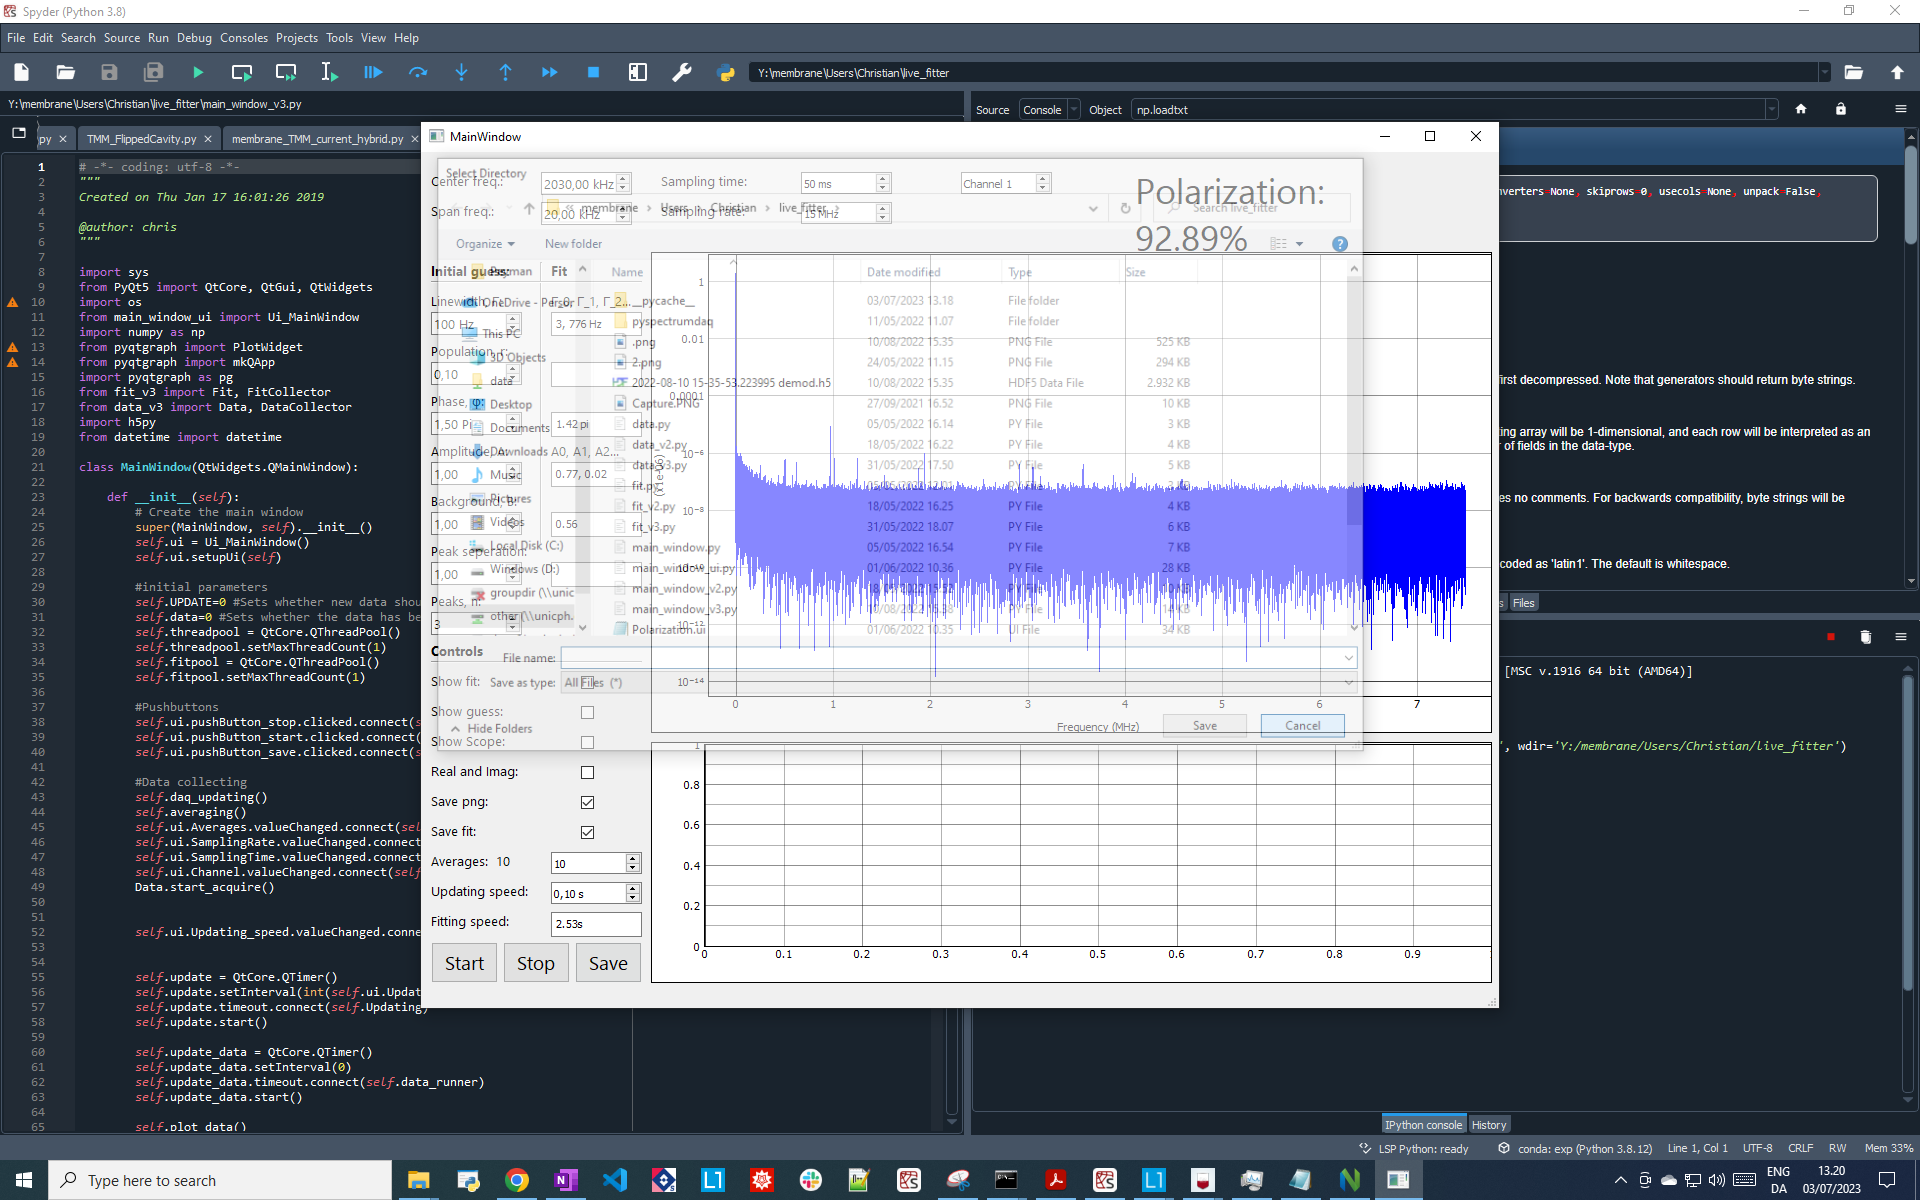 Spyder (Python 3.8)
File Edit Search Source Run Debug Consoles Projects Tools View Help
Y:\membrane\Users\Christian\live_fitter
Y:\membrane\Users\Christian\live_fitter\main_window_v3.py
Source Console Object np.loadtxt
py TMM_FlippedCavity.py membrane_TMM_current_hybrid.py
1 # -*- coding: utf-8 -*-
2 """
3 Created on Thu Jan 17 16:01:26 2019
4
5 @author: chris
6 """
7
8 import sys
9 from PyQt5 import QtCore, QtGui, QtWidgets
10 import os
11 from main_window_ui import Ui_MainWindow
12 import numpy as np
13 from pyqtgraph import PlotWidget
14 from pyqtgraph import mkQApp
15 import pyqtgraph as pg
16 from fit_v3 import Fit, FitCollector
17 from data_v3 import Data, DataCollector
18 import h5py
19 from datetime import datetime
20
21 class MainWindow(QtWidgets.QMainWindow):
22
23 def __init__(self):
24 # Create the main window
25 super(MainWindow, self).__init__()
26 self.ui = Ui_MainWindow()
27 self.ui.setupUi(self)
28
29 #initial parameters
30 self.UPDATE=0 #Sets whether new data shou
31 self.data=0 #Sets whether the data has be
32 self.threadpool = QtCore.QThreadPool()
33 self.threadpool.setMaxThreadCount(1)
34 self.fitpool = QtCore.QThreadPool()
35 self.fitpool.setMaxThreadCount(1)
36
37 #Pushbuttons
38 self.ui.pushButton_stop.clicked.connect(s
39 self.ui.pushButton_start.clicked.connect(
40 self.ui.pushButton_save.clicked.connect(s
41
42 #Data collecting
43 self.daq_updating()
44 self.averaging()
45 self.ui.Averages.valueChanged.connect(sel
46 self.ui.SamplingRate.valueChanged.connect
47 self.ui.SamplingTime.valueChanged.connect
48 self.ui.Channel.valueChanged.connect(self
49 Data.start_acquire()
50
51
52 self.ui.Updating_speed.valueChanged.conne
53
54
55 self.update = QtCore.QTimer()
56 self.update.setInterval(int(self.ui.Updat
57 self.update.timeout.connect(self.Updating)
58 self.update.start()
59
60 self.update_data = QtCore.QTimer()
61 self.update_data.setInterval(0)
62 self.update_data.timeout.connect(self.data_runner)
63 self.update_data.start()
64
65 self.plot_data()
MainWindow
Select Directory
Center freq.: 2030,00 kHz Sampling time: 50 ms Channel 1
Span freq.: 20,00 kHz Sampling rate: 15 MHz
Polarization:
92.89%
« membrane › Users › Christian › live_fitter › Search live_fitter
Organize New folder
Initial guess: Fit
100 Hz 3, 776 Hz
0,10
Phase, φ:
1,50 Pi 1.42 pi
A0, A1, A2...
1,00 0.77, 0.02
Background, B:
1,00 0.56
Peak seperation:
1,00
Peaks, n:
3
This PC
3D Objects
data
Desktop
Documents
Downloads
Music
Pictures
Videos
Local Disk (C:)
Windows (D:)
groupdir (\\unic
other (\\unicph.
Name Date modified Type Size
__pycache__ 03/07/2023 13.18 File folder
pyspectrumdaq 11/05/2022 11.07 File folder
.png 10/08/2022 15.35 PNG File 525 KB
2.png 24/05/2022 11.15 PNG File 294 KB
2022-08-10 15-35-53.223995 demod.h5 10/08/2022 15.35 HDF5 Data File 2.932 KB
Capture.PNG 27/09/2021 16.52 PNG File 10 KB
data.py 05/05/2022 16.14 PY File 3 KB
data_v2.py 18/05/2022 16.22 PY File 4 KB
data_v3.py 31/05/2022 17.50 PY File 5 KB
fit.py PY File
fit_v2.py 18/05/2022 16.25 PY File 4 KB
fit_v3.py 31/05/2022 18.07 PY File 6 KB
main_window.py 05/05/2022 16.54 PY File 7 KB
main_window_ui.py 01/06/2022 10.36 PY File 28 KB
main_window_v2.py PY File
main_window_v3.py PY File 14 KB
Polarization.ui 01/06/2022 10.35 UI File 34 KB
1
0.01
0.0001
10⁻⁶
10⁻⁸
10⁻¹⁰
10⁻¹²
10⁻¹⁴
0 1 2 3 4 5 6 7
Frequency (MHz)
Controls
File name:
Show fit: Save as type: All Files (*)
Show guess:
Hide Folders Save Cancel
Show Scope:
Real and Imag:
Save png:
Save fit:
Averages: 10 10
Updating speed: 0,10 s
Fitting speed: 2.53s
Start Stop Save
1
0.8
0.6
0.4
0.2
0
0 0.1 0.2 0.3 0.4 0.5 0.6 0.7 0.8 0.9
nverters=None, skiprows=0, usecols=None, unpack=False,
irst decompressed. Note that generators should return byte strings.
ting array will be 1-dimensional, and each row will be interpreted as an
r of fields in the data-type.
es no comments. For backwards compatibility, byte strings will be
coded as 'latin1'. The default is whitespace.
s Files
[MSC v.1916 64 bit (AMD64)]
', wdir='Y:/membrane/Users/Christian/live_fitter')
IPython console History
LSP Python: ready conda: exp (Python 3.8.12) Line 1, Col 1 UTF-8 CRLF RW Mem 33%
Type here to search
ENG
DA
13.20
03/07/2023